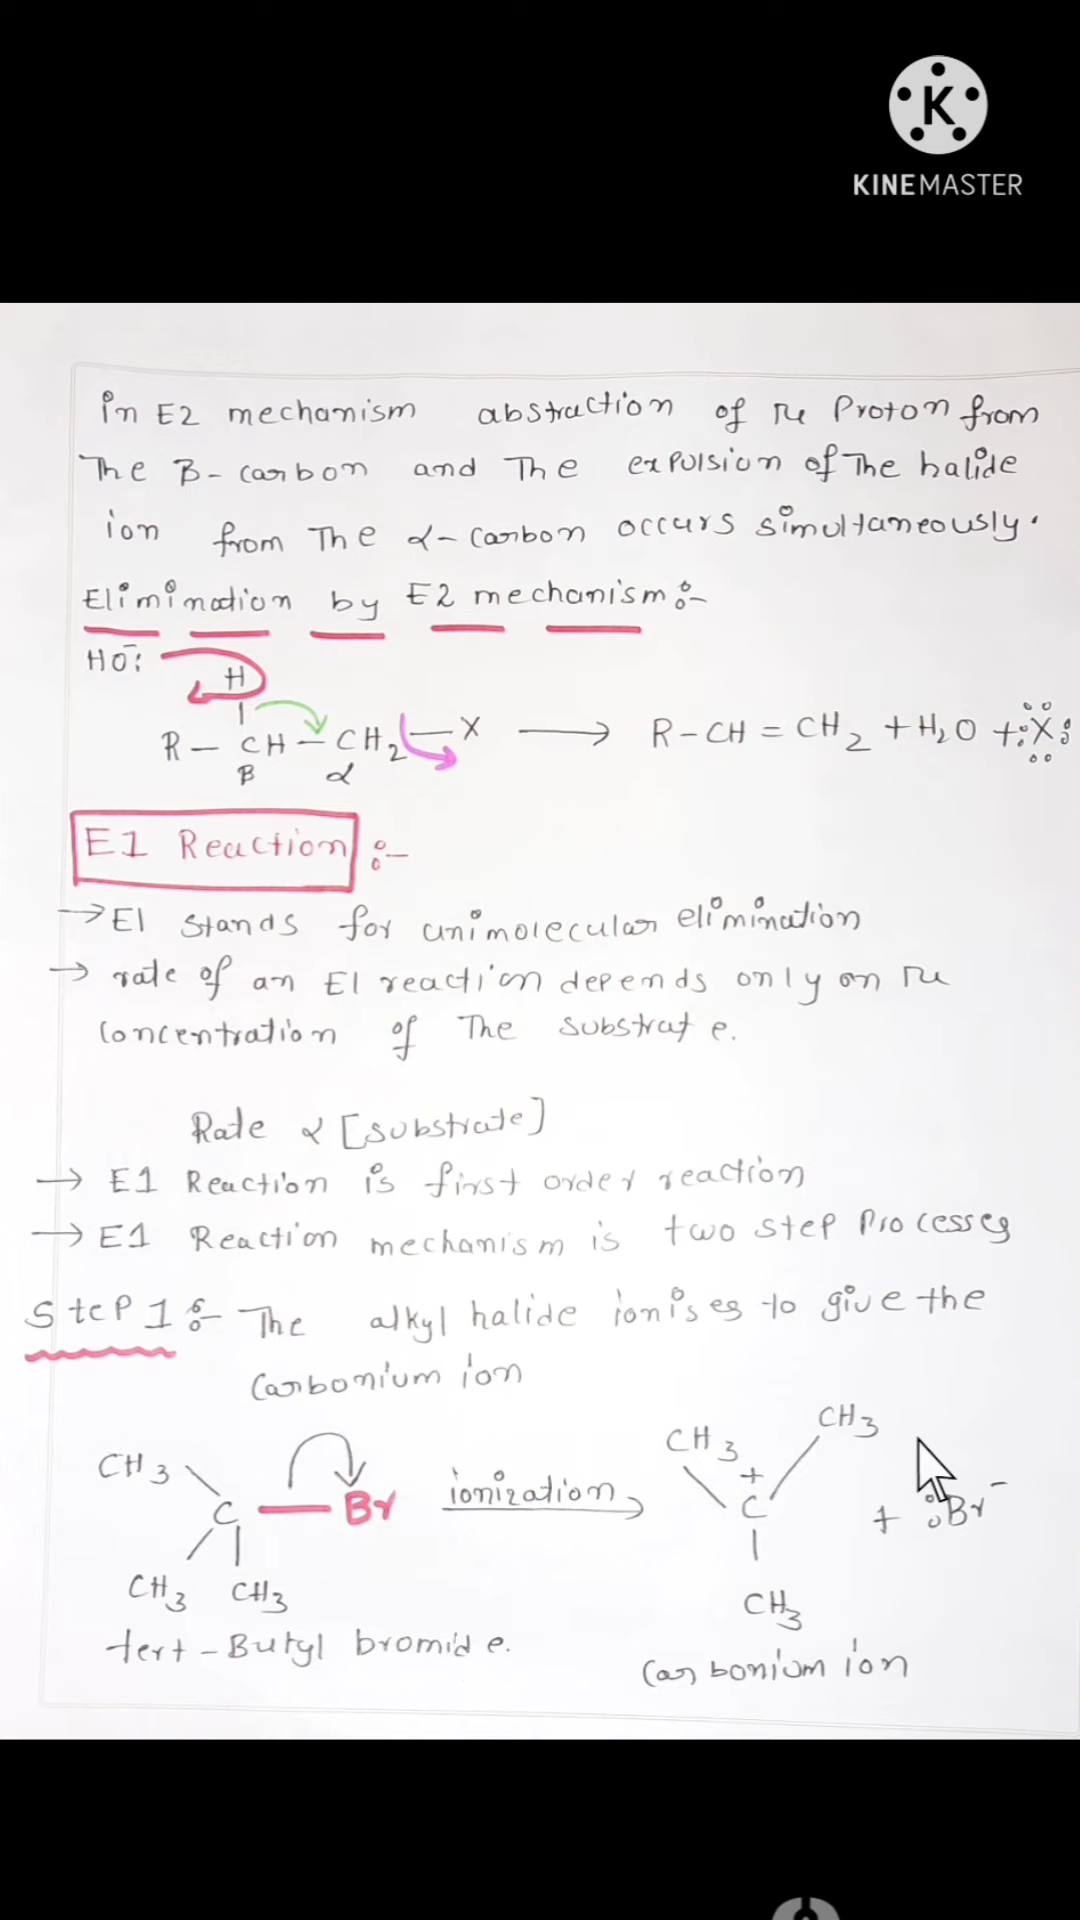 K
KINEMASTER
in E2 mechanism abstraction of the Proton from
The β-carbon and The expulsion of The halide
ion from The α-carbon occurs simultaneously.
Elimination by E2 mechanism:-
HO⁻:
H
R-CH-CH₂-X → R-CH=CH₂+H₂O+:X:
β α
E1 Reaction :-
→ E1 stands for unimolecular elimination
→ rate of an E1 reaction depends only on the
concentration of The substrate.
Rate α [substrate]
→ E1 Reaction is first order reaction
→ E1 Reaction mechanism is two step Processes
Step 1:- The alkyl halide ionises to give the
carbonium ion
CH₃ CH₃ CH₃
C-Br ionization → +C + :Br⁻
CH₃ CH₃ CH₃
tert-Butyl bromide. carbonium ion